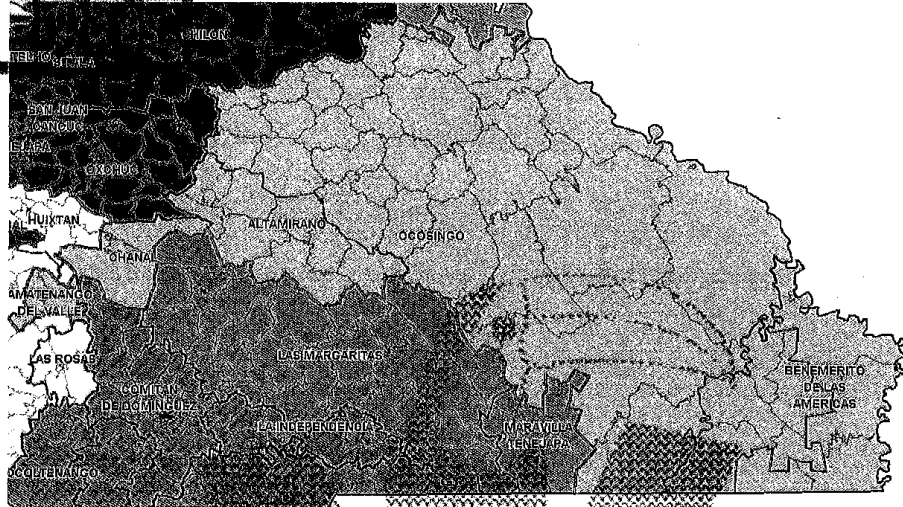 CHILON
SITALA
SAN JUAN
CANCUC
OXCHUC
HUIXTAN
ALTAMIRANO
OCOSINGO
CHANAL
AMATENANGO
DEL VALLE
LAS ROSAS
LAS MARGARITAS
COMITAN
DE DOMINGUEZ
BENEMERITO
DE LAS
AMERICAS
LA INDEPENDENCIA
MARAVILLA
TENEJAPA
OCOLTENANGO